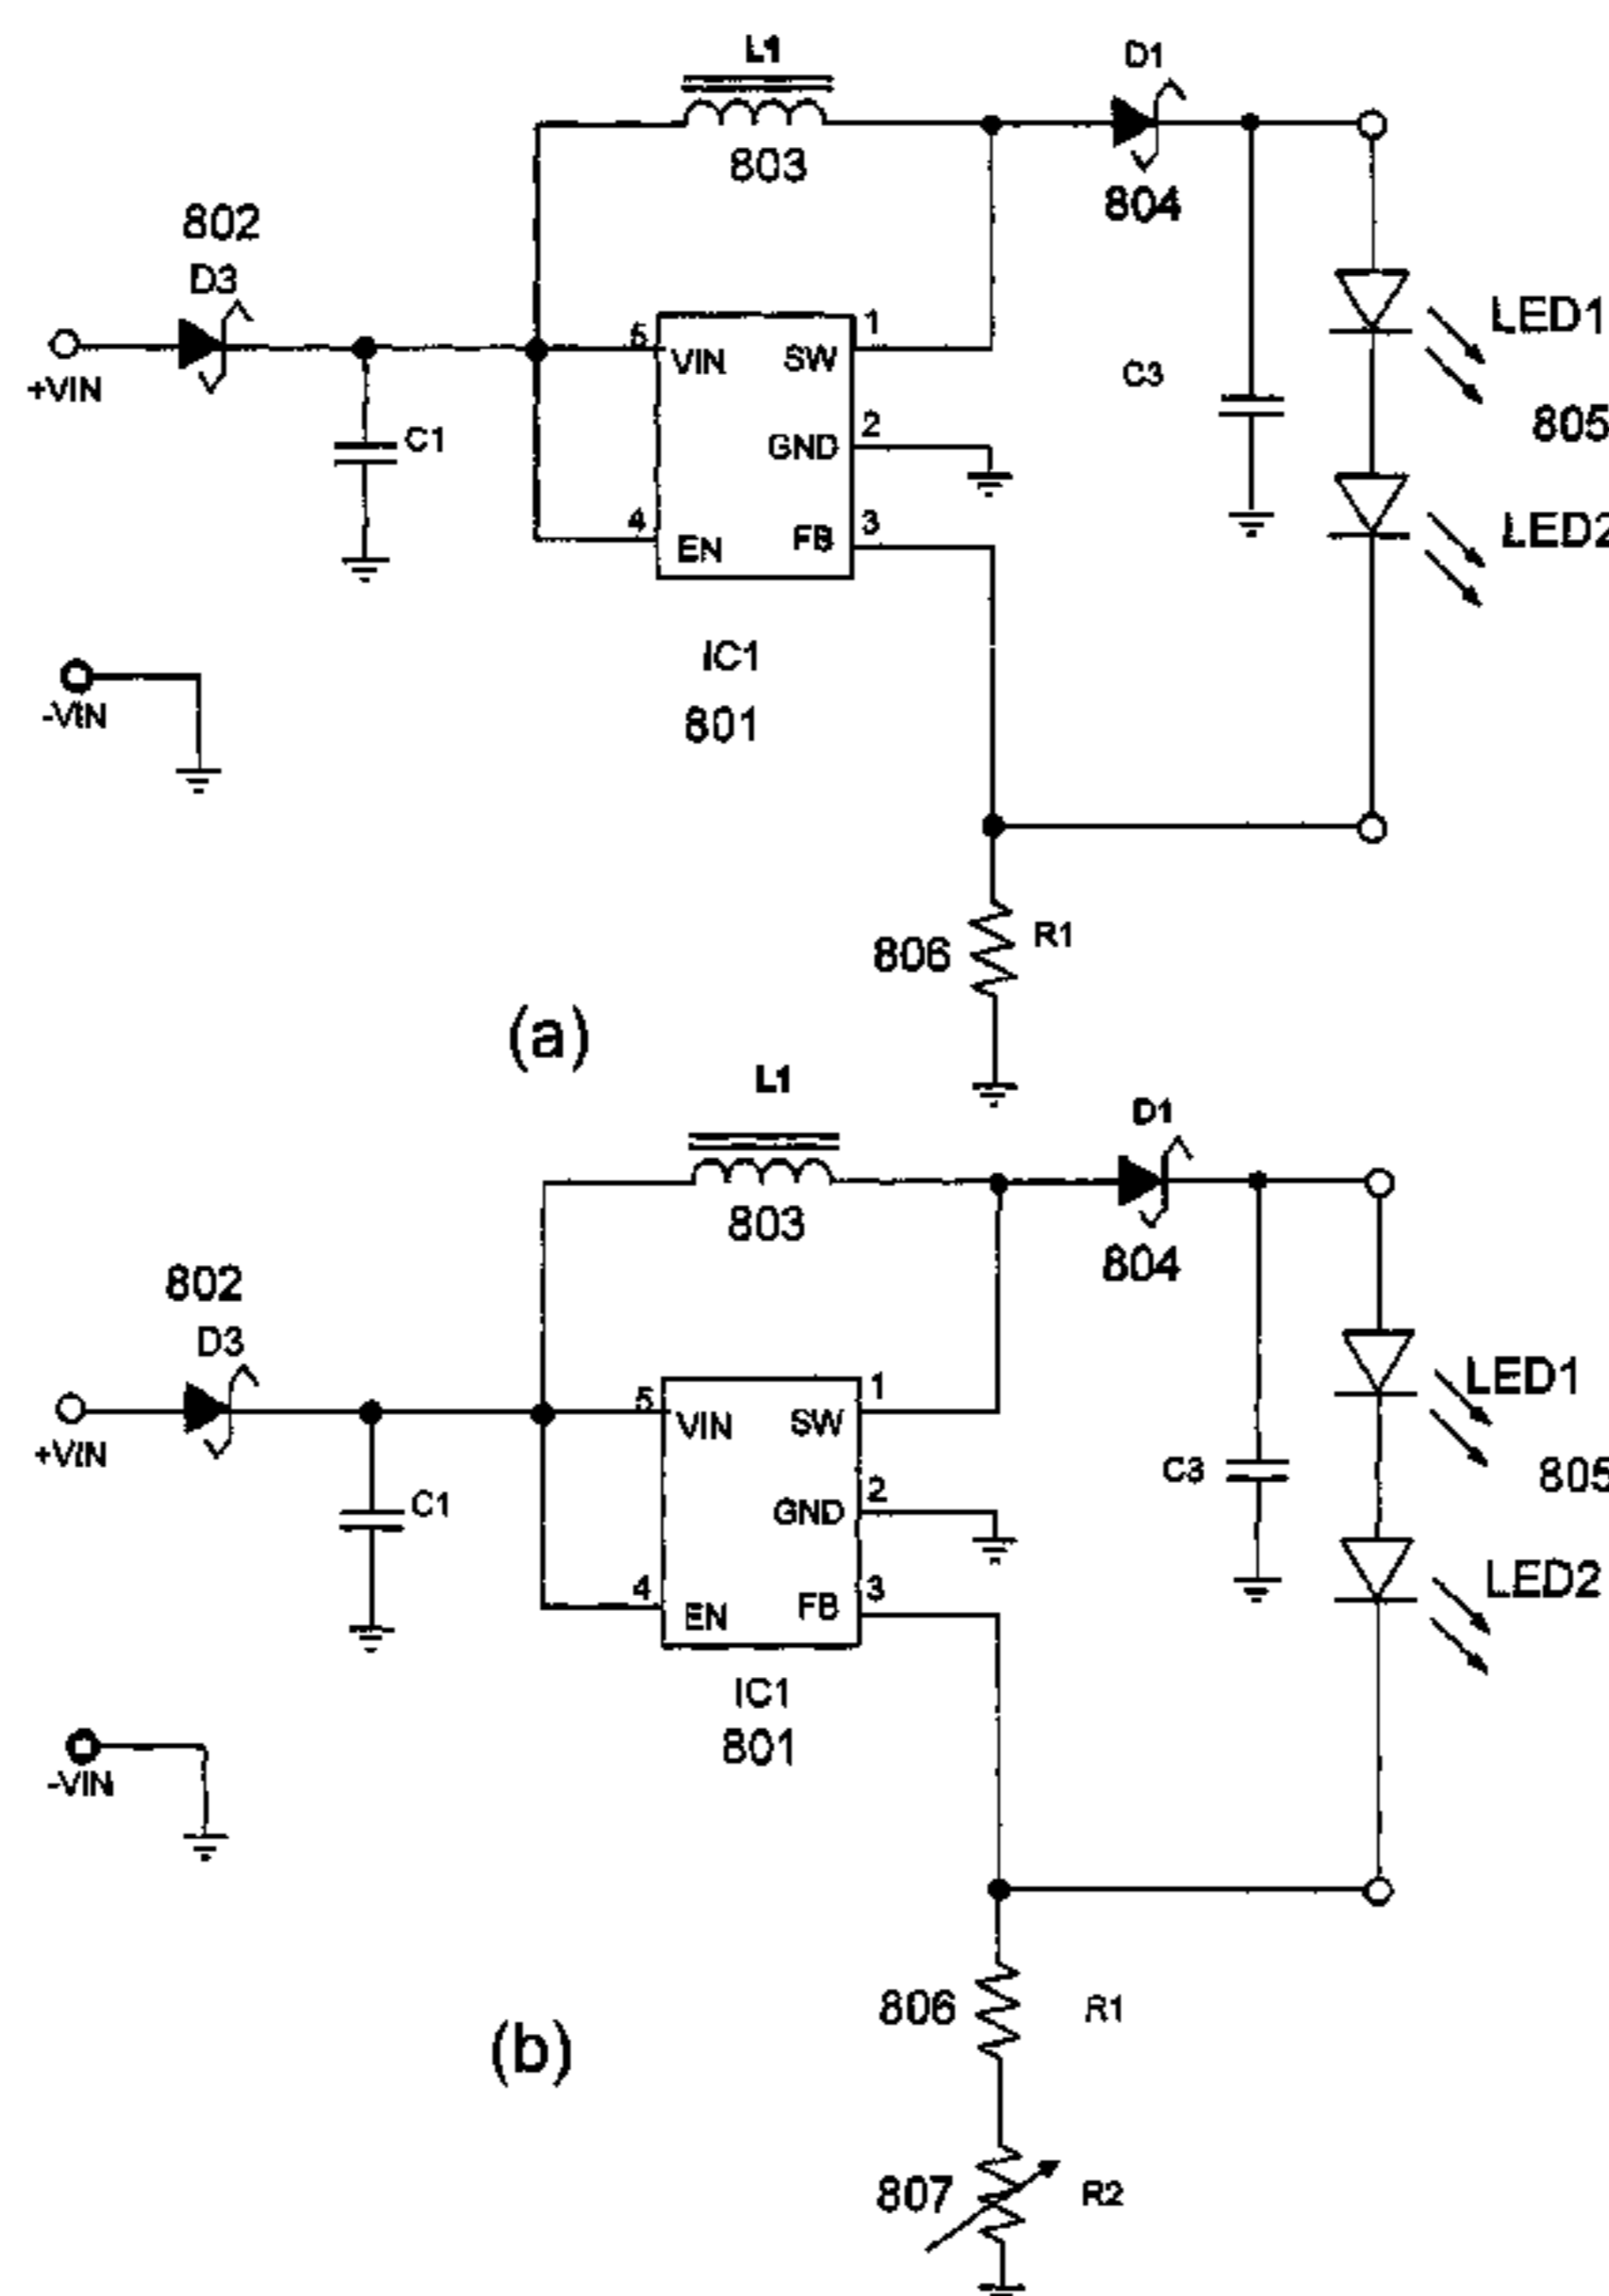 L1
803
D1
804
802
D3
+VIN
C1
5
VIN
SW
1
GND
2
4
EN
FB
3
IC1
801
-VIN
C3
LED1
805
LED2
806
R1
(a)
L1
803
D1
804
802
D3
+VIN
C1
5
VIN
SW
1
GND
2
4
EN
FB
3
IC1
801
-VIN
C3
LED1
805
LED2
806
R1
(b)
807
R2